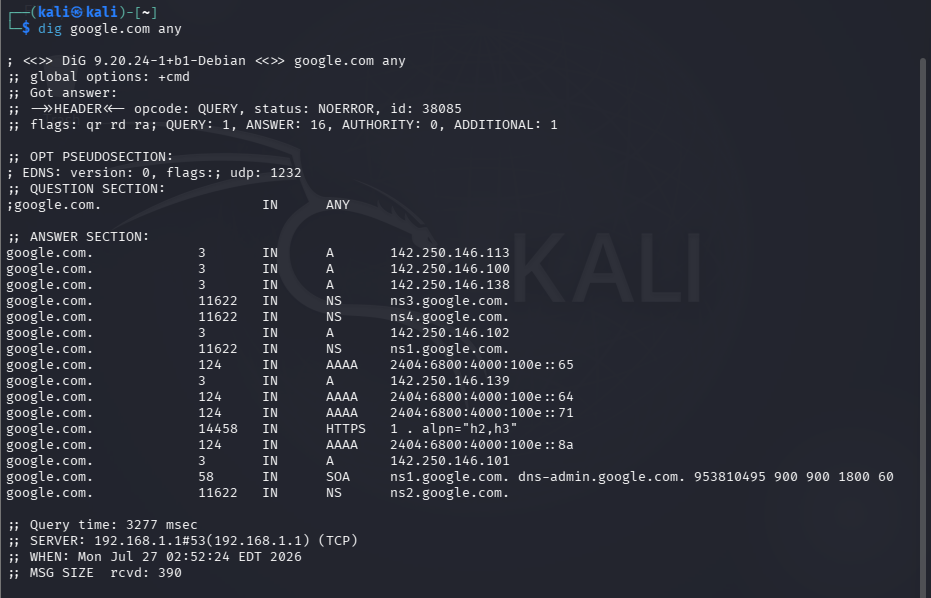 ┌──(kali㉿kali)-[~]
└─$ dig google.com any

; <<>> DiG 9.20.24-1+b1-Debian <<>> google.com any
;; global options: +cmd
;; Got answer:
;; ->>HEADER<<- opcode: QUERY, status: NOERROR, id: 38085
;; flags: qr rd ra; QUERY: 1, ANSWER: 16, AUTHORITY: 0, ADDITIONAL: 1

;; OPT PSEUDOSECTION:
; EDNS: version: 0, flags:; udp: 1232
;; QUESTION SECTION:
;google.com. IN ANY

;; ANSWER SECTION:
google.com. 3 IN A 142.250.146.113
google.com. 3 IN A 142.250.146.100
google.com. 3 IN A 142.250.146.138
google.com. 11622 IN NS ns3.google.com.
google.com. 11622 IN NS ns4.google.com.
google.com. 3 IN A 142.250.146.102
google.com. 11622 IN NS ns1.google.com.
google.com. 124 IN AAAA 2404:6800:4000:100e::65
google.com. 3 IN A 142.250.146.139
google.com. 124 IN AAAA 2404:6800:4000:100e::64
google.com. 124 IN AAAA 2404:6800:4000:100e::71
google.com. 14458 IN HTTPS 1 . alpn="h2,h3"
google.com. 124 IN AAAA 2404:6800:4000:100e::8a
google.com. 3 IN A 142.250.146.101
google.com. 58 IN SOA ns1.google.com. dns-admin.google.com. 953810495 900 900 1800 60
google.com. 11622 IN NS ns2.google.com.

;; Query time: 3277 msec
;; SERVER: 192.168.1.1#53(192.168.1.1) (TCP)
;; WHEN: Mon Jul 27 02:52:24 EDT 2026
;; MSG SIZE rcvd: 390
KALI